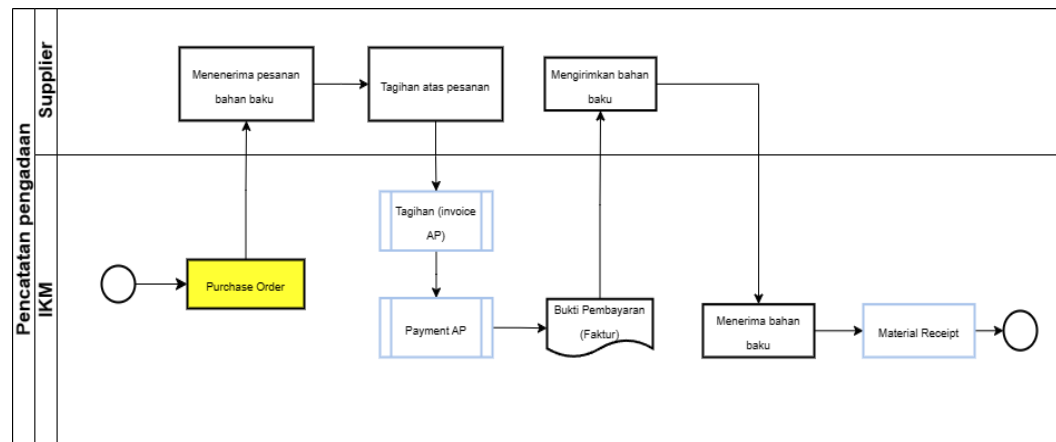 Pencatatan pengadaan
Supplier
Menenerima pesanan
bahan baku
Tagihan atas pesanan
Mengirimkan bahan
baku
IKM
Purchase Order
Tagihan (invoice
AP)
Payment AP
Bukti Pembayaran
(Faktur)
Menerima bahan
baku
Material Receipt